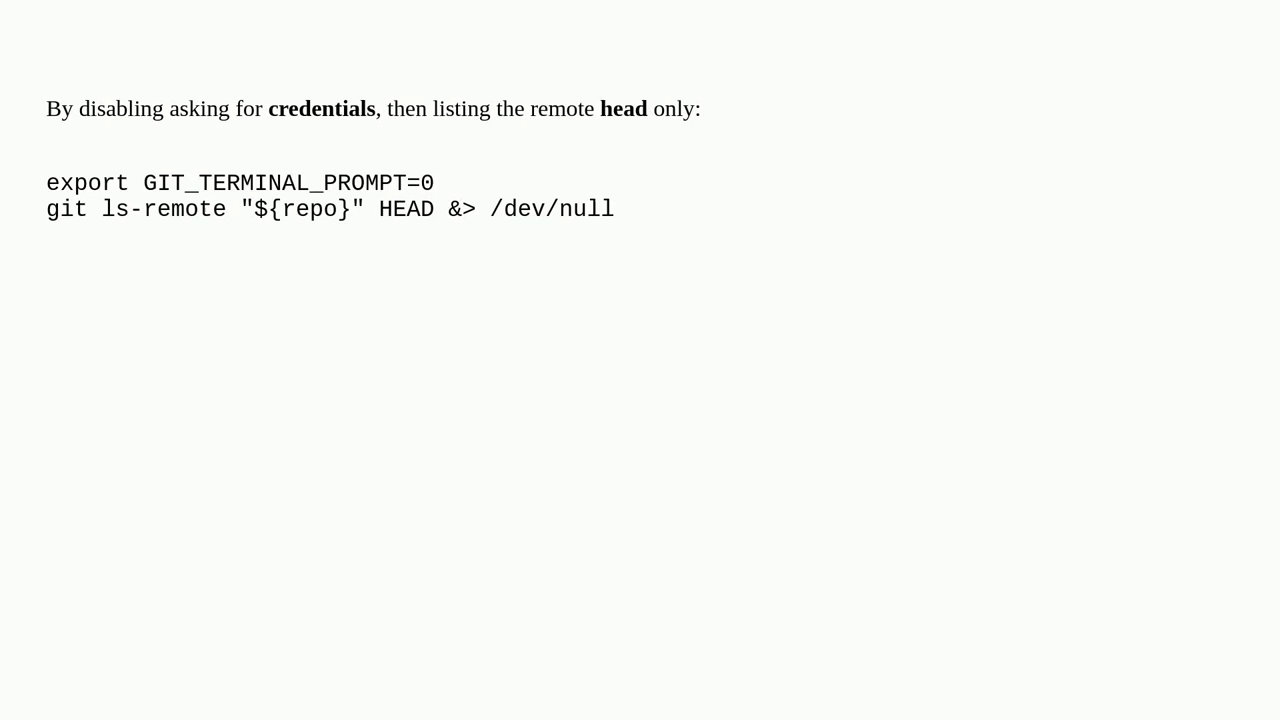 By disabling asking for credentials, then listing the remote head only:
export GIT_TERMINAL_PROMPT=0
git ls-remote "${repo}" HEAD &> /dev/null